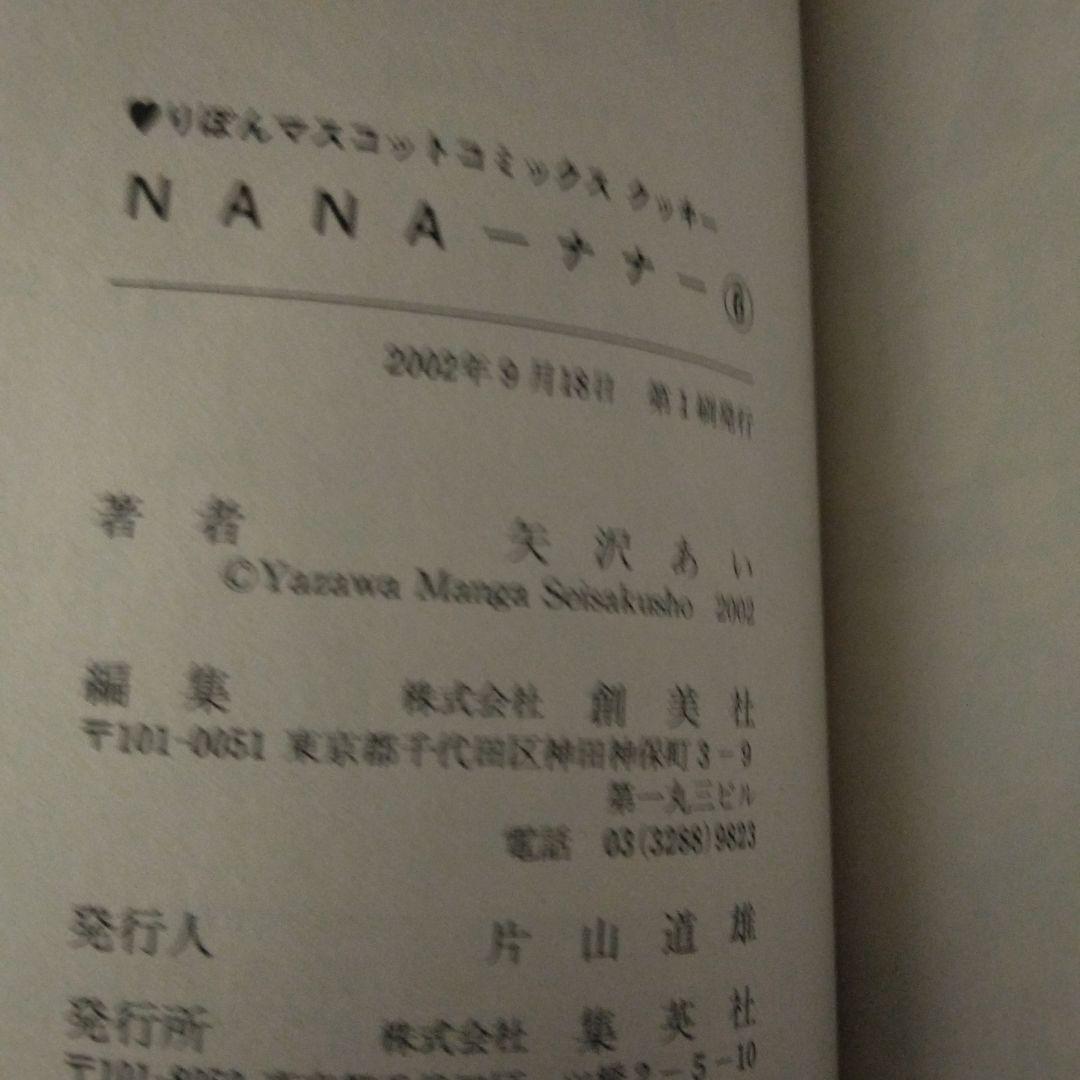 ♥りぼんマスコットコミックス クッキー
NANA—ナナ—⑥
2002年9月18日 第1刷発行
著者 矢沢あい
©Yazawa Manga Seisakusho 2002
編集 株式会社 創美社
〒101-0051 東京都千代田区神田神保町3-9
第一丸三ビル
電話 03(3288)9823
発行人 片山道雄
発行所 株式会社 集英社
2-5-10